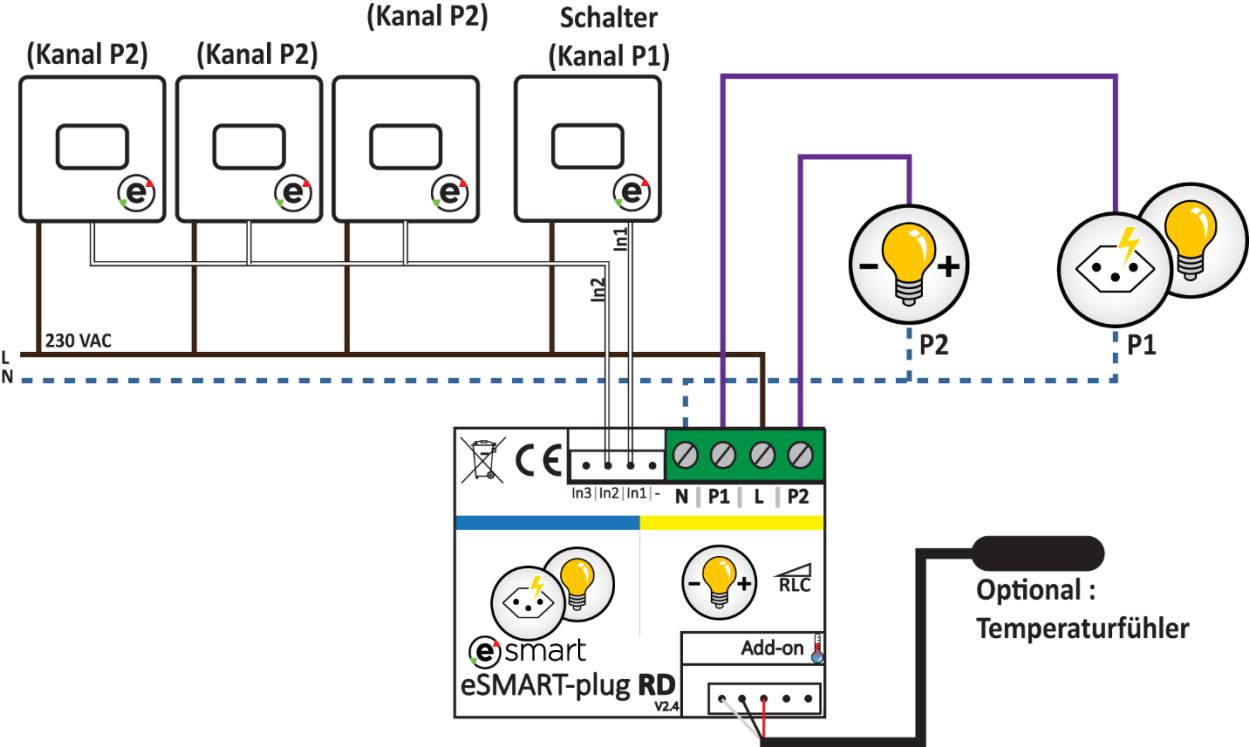 (Kanal P2)
Schalter
(Kanal P2)
(Kanal P2)
(Kanal P1)
e
e
e
e
In1
In2
230 VAC
L
N
- +
P2
P1
CE
In3|In2|In1|-
N | P1 | L | P2
- +
RLC
esmart
Add-on
eSMART-plug RD
V2.4
Optional :
Temperaturfühler